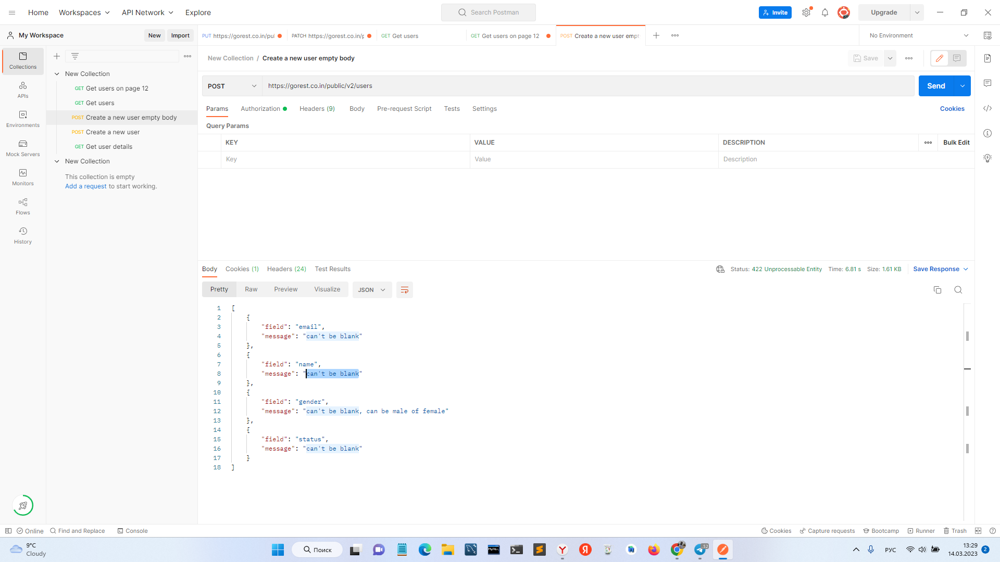 Home
Workspaces
API Network
Explore
Search Postman
Invite
Upgrade
My Workspace
New
Import
PUT https://gorest.co.in/pul
PATCH https://gorest.co.in/p
GET Get users
GET Get users on page 12
POST Create a new user empt
No Environment
Collections
APIs
Environments
Mock Servers
Monitors
Flows
History
New Collection
GET Get users on page 12
GET Get users
POST Create a new user empty body
POST Create a new user
GET Get user details
New Collection
This collection is empty
Add a request to start working.
New Collection / Create a new user empty body
Save
POST
https://gorest.co.in/public/v2/users
Send
Params
Authorization
Headers (9)
Body
Pre-request Script
Tests
Settings
Cookies
Query Params
KEY
VALUE
DESCRIPTION
Bulk Edit
Key
Value
Description
Body
Cookies (1)
Headers (24)
Test Results
Status: 422 Unprocessable Entity
Time: 6.81 s
Size: 1.61 KB
Save Response
Pretty
Raw
Preview
Visualize
JSON
1 [
2 {
3 "field": "email",
4 "message": "can't be blank"
5 },
6 {
7 "field": "name",
8 "message": "can't be blank"
9 },
10 {
11 "field": "gender",
12 "message": "can't be blank, can be male of female"
13 },
14 {
15 "field": "status",
16 "message": "can't be blank"
17 }
18 ]
Online
Find and Replace
Console
Cookies
Capture requests
Bootcamp
Runner
Trash
9°C
Cloudy
Поиск
MySQL
Y
Я
52
РУС
13:29
14.03.2023
2